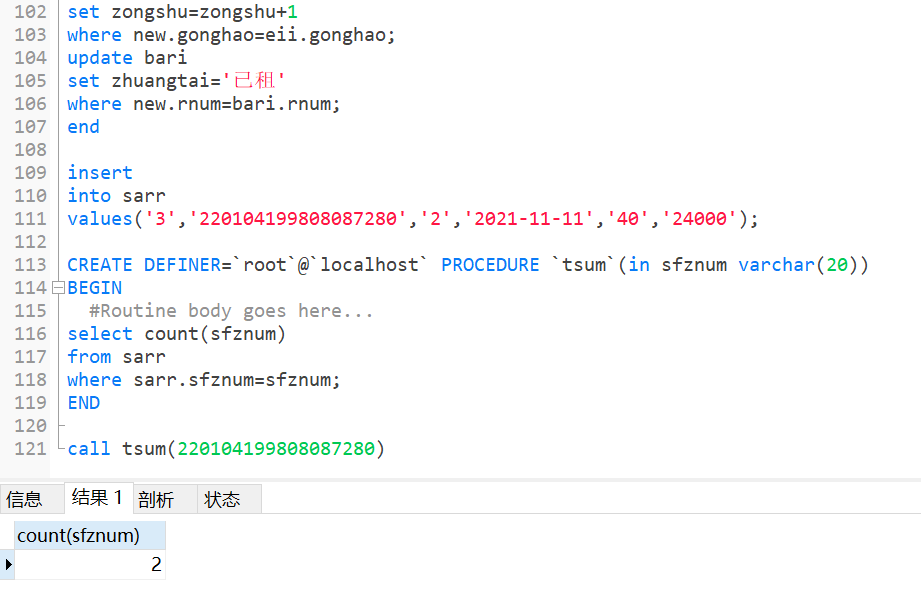 102 set zongshu=zongshu+1
103 where new.gonghao=eii.gonghao;
104 update bari
105 set zhuangtai='已租'
106 where new.rnum=bari.rnum;
107 end
108
109 insert
110 into sarr
111 values('3','220104199808087280','2','2021-11-11','40','24000');
112
113 CREATE DEFINER=`root`@`localhost` PROCEDURE `tsum`(in sfznum varchar(20))
114 BEGIN
115   #Routine body goes here...
116 select count(sfznum)
117 from sarr
118 where sarr.sfznum=sfznum;
119 END
120
121 call tsum(220104199808087280)
信息 结果 1 剖析 状态
count(sfznum)
2